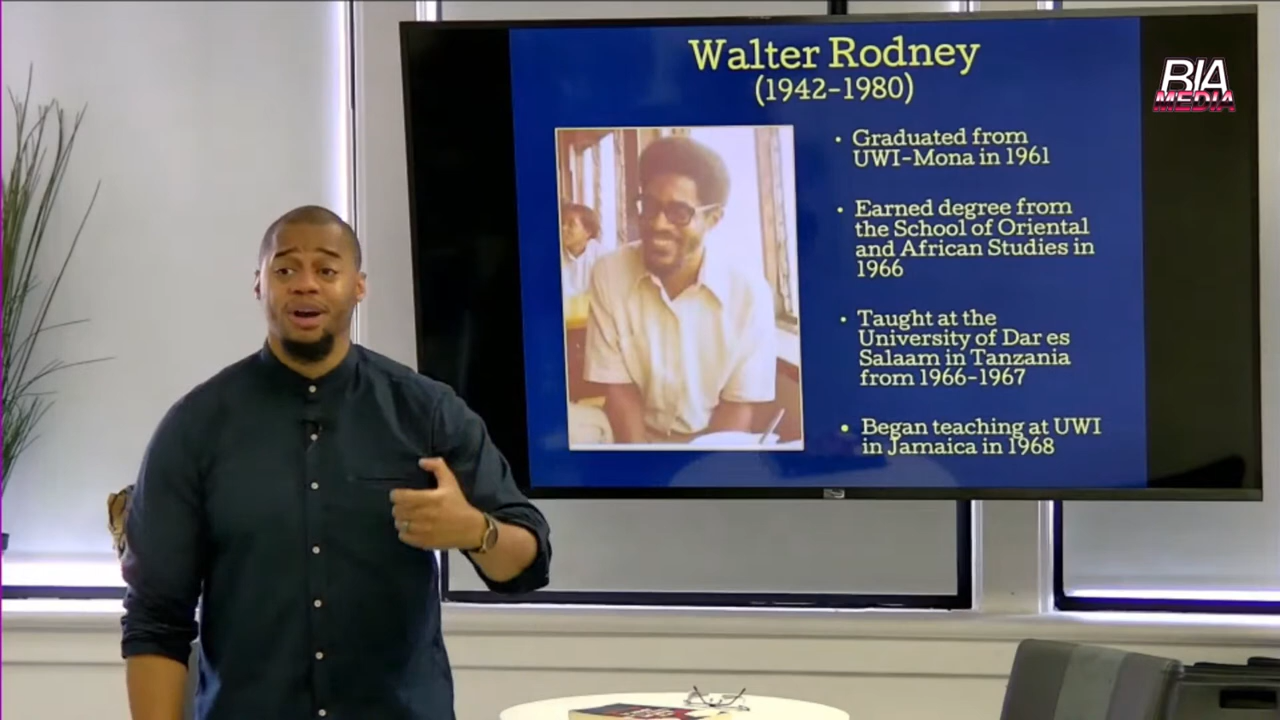 Walter Rodney
(1942-1980)
• Graduated from
UWI-Mona in 1961
• Earned degree from
the School of Oriental
and African Studies in
1966
• Taught at the
University of Dar es
Salaam in Tanzania
from 1966-1967
• Began teaching at UWI
in Jamaica in 1968
BIA
MEDIA